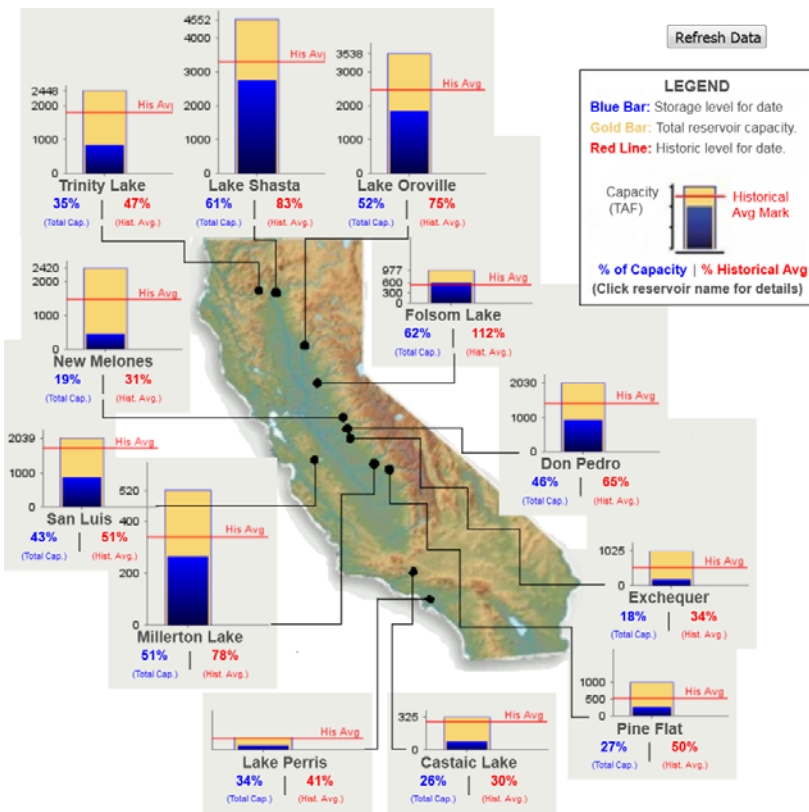 Refresh Data
LEGEND
Blue Bar: Storage level for date
Gold Bar: Total reservoir capacity.
Red Line: Historic level for date.
Capacity
(TAF)
Historical
Avg Mark
% of Capacity | % Historical Avg
(Click reservoir name for details)
2448
2000
1000
0
His Avg
Trinity Lake
35% | 47%
(Total Cap.) (Hist. Avg.)
4552
4000
3000
2000
1000
0
His Avg
Lake Shasta
61% | 83%
(Total Cap.) (Hist. Avg.)
3538
3000
2000
1000
0
His Avg
Lake Oroville
52% | 75%
(Total Cap.) (Hist. Avg.)
977
600
300
0
His Avg
Folsom Lake
62% | 112%
(Total Cap.) (Hist. Avg.)
2420
2000
1000
0
His Avg
New Melones
19% | 31%
(Total Cap.) (Hist. Avg.)
2030
1000
0
His Avg
Don Pedro
46% | 65%
(Total Cap.) (Hist. Avg.)
2039
1000
0
His Avg
San Luis
43% | 51%
(Total Cap.) (Hist. Avg.)
520
400
200
0
His Avg
Millerton Lake
51% | 78%
(Total Cap.) (Hist. Avg.)
1025
0
His Avg
Exchequer
18% | 34%
(Total Cap.) (Hist. Avg.)
1000
500
0
His Avg
Pine Flat
27% | 50%
(Total Cap.) (Hist. Avg.)
0
His Avg
Lake Perris
34% | 41%
(Total Cap.) (Hist. Avg.)
325
0
His Avg
Castaic Lake
26% | 30%
(Total Cap.) (Hist. Avg.)